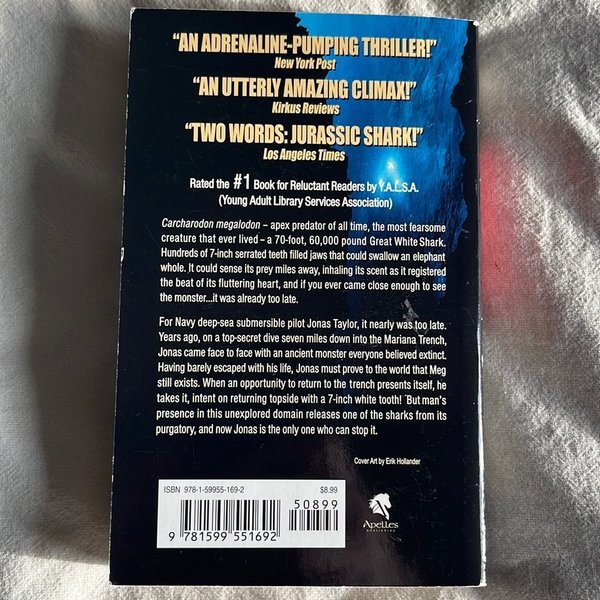 “AN ADRENALINE-PUMPING THRILLER!”
New York Post
“AN UTTERLY AMAZING CLIMAX!”
Kirkus Reviews
“TWO WORDS: JURASSIC SHARK!”
Los Angeles Times
Rated the #1 Book for Reluctant Readers by Y.A.L.S.A.
(Young Adult Library Services Association)
Carcharodon megalodon – apex predator of all time, the most fearsome
creature that ever lived – a 70-foot, 60,000 pound Great White Shark.
Hundreds of 7-inch serrated teeth filled jaws that could swallow an elephant
whole. It could sense its prey miles away, inhaling its scent as it registered
the beat of its fluttering heart, and if you ever came close enough to see
the monster...it was already too late.
For Navy deep-sea submersible pilot Jonas Taylor, it nearly was too late.
Years ago, on a top-secret dive seven miles down into the Mariana Trench,
Jonas came face to face with an ancient monster everyone believed extinct.
Having barely escaped with his life, Jonas must prove to the world that Meg
still exists. When an opportunity to return to the trench presents itself, he
takes it, intent on returning topside with a 7-inch white tooth! But man’s
presence in this unexplored domain releases one of the sharks from its
purgatory, and now Jonas is the only one who can stop it.
Cover Art by Erik Hollander
ISBN 978-1-59955-169-2 $8.99
50899
9 781599 551692
Apelles
PUBLISHING